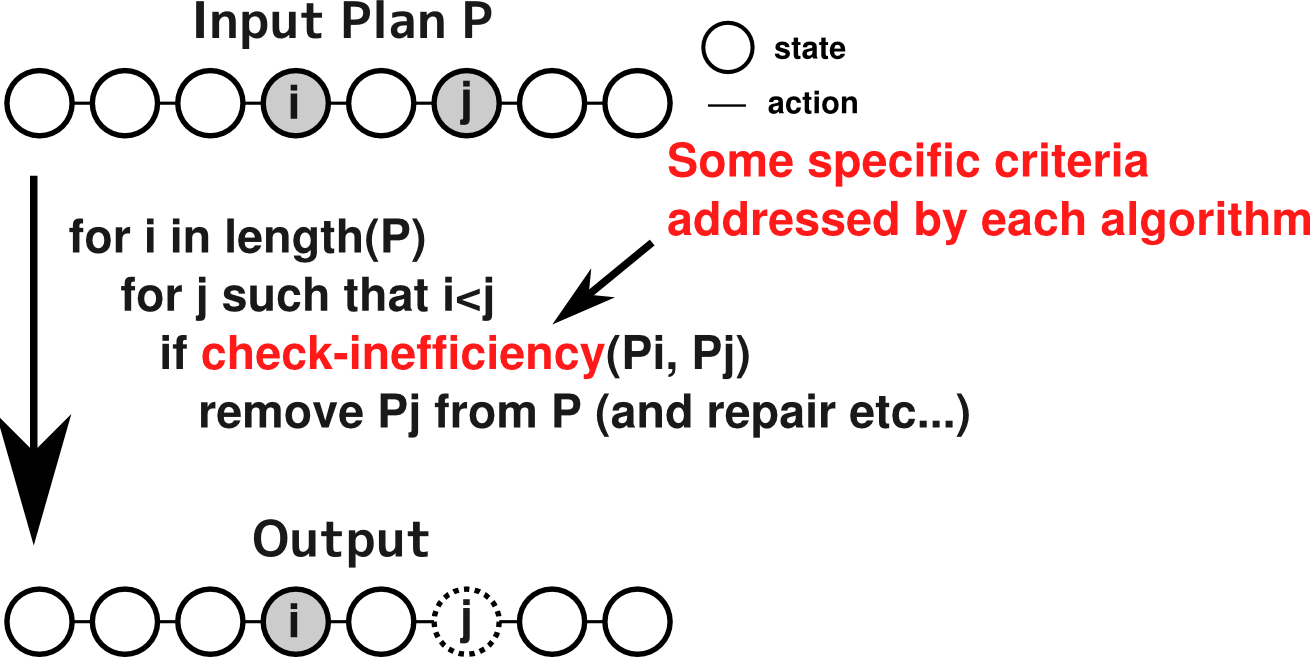 Input Plan P
i
j
state
action
Some specific criteria
addressed by each algorithm
for i in length(P)
for j such that i<j
if check-inefficiency(Pi, Pj)
remove Pj from P (and repair etc...)
Output
i
j